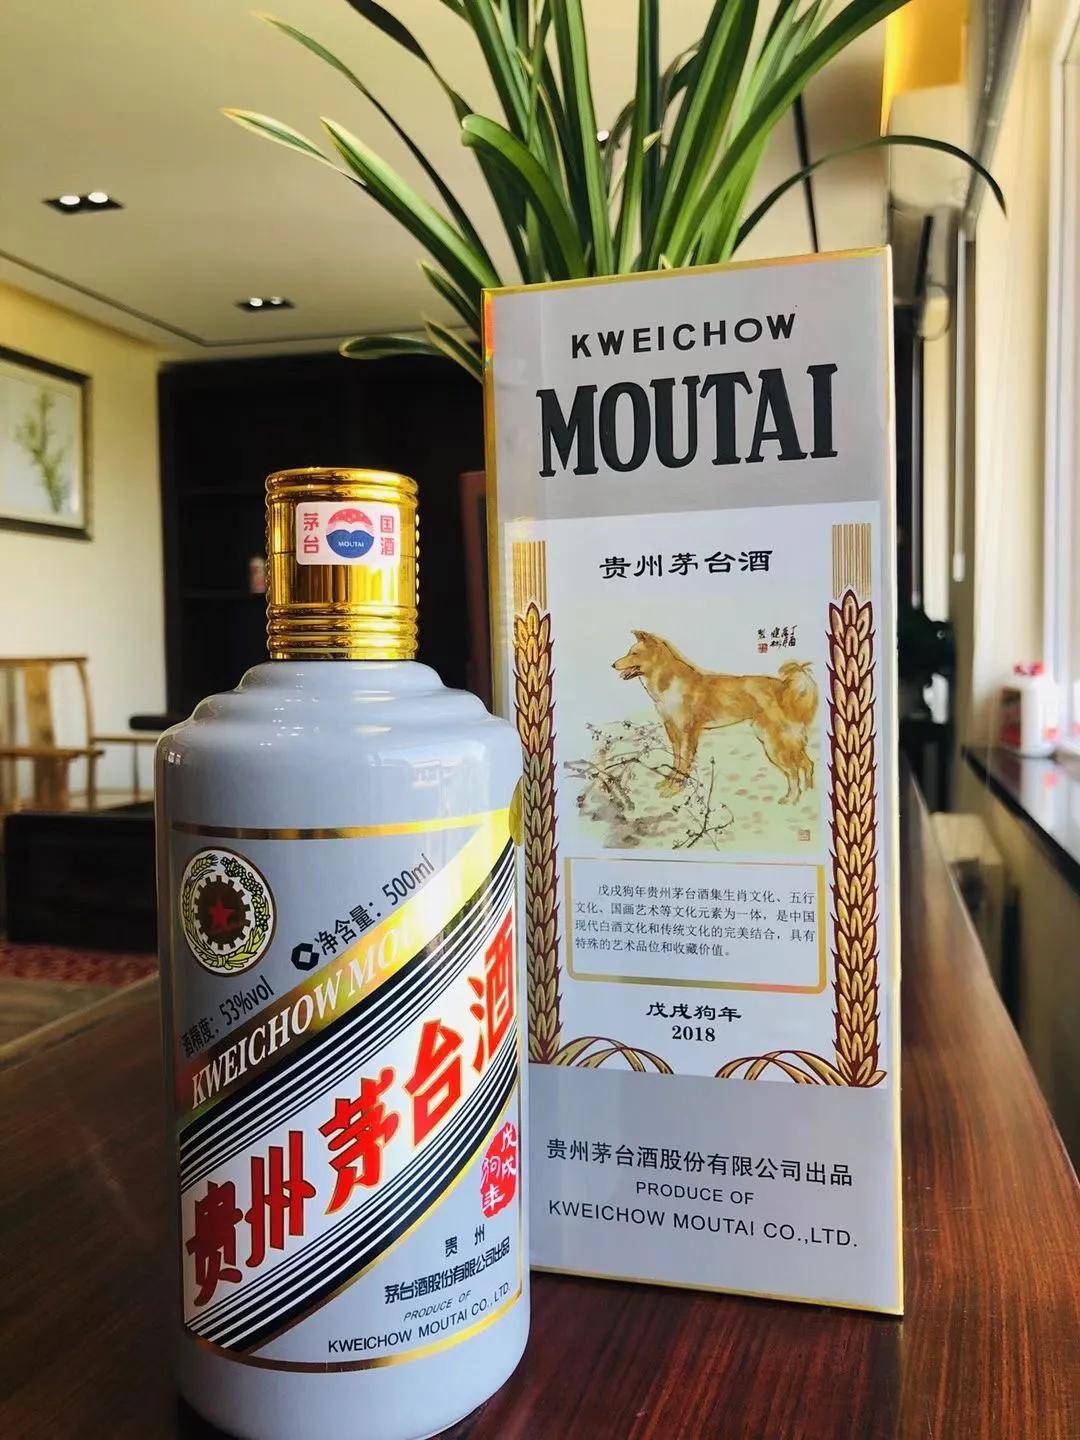 KWEICHOW
MOUTAI
贵州茅台酒
丁酉
戊戌狗年贵州茅台酒集生肖文化、五行
文化、国画艺术等文化元素为一体，是中国
现代白酒文化和传统文化的完美结合，具有
特殊的艺术品位和收藏价值。
戊戌狗年
2018
贵州茅台酒股份有限公司出品
PRODUCE OF
KWEICHOW MOUTAI CO.,LTD.
茅台
MOUTAI
国酒
净含量：500ml
酒精度：53%vol
KWEICHOW MOU
贵州茅台酒
戊戌狗年
贵州
茅台酒股份有限公司出品
PRODUCE OF
KWEICHOW MOUTAI CO.,LTD.